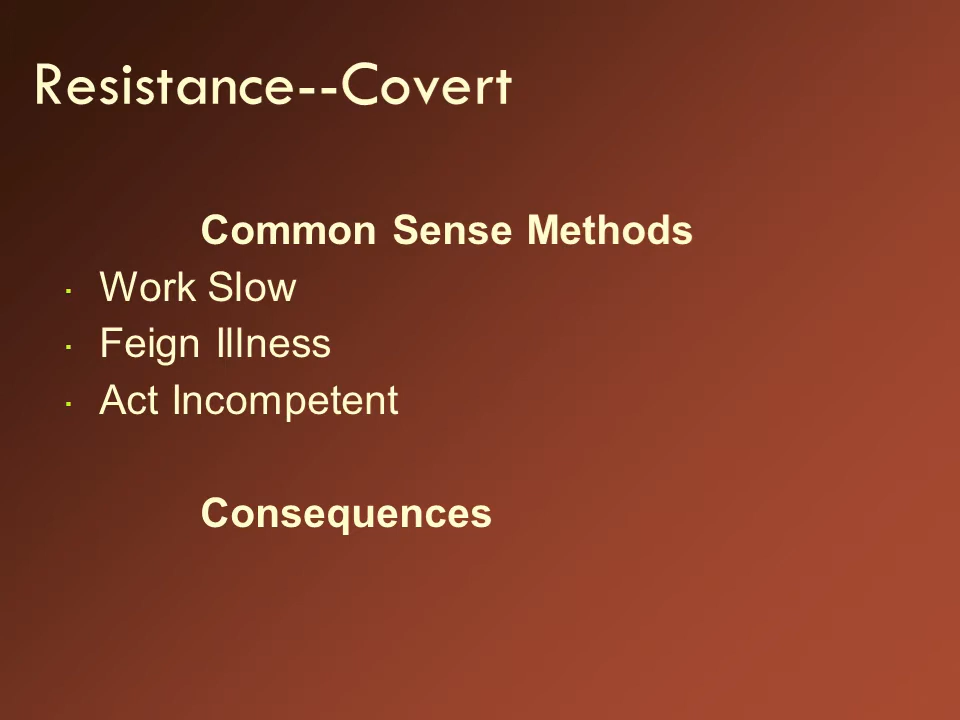 Resistance--Covert
Common Sense Methods
· Work Slow
· Feign Illness
· Act Incompetent
Consequences